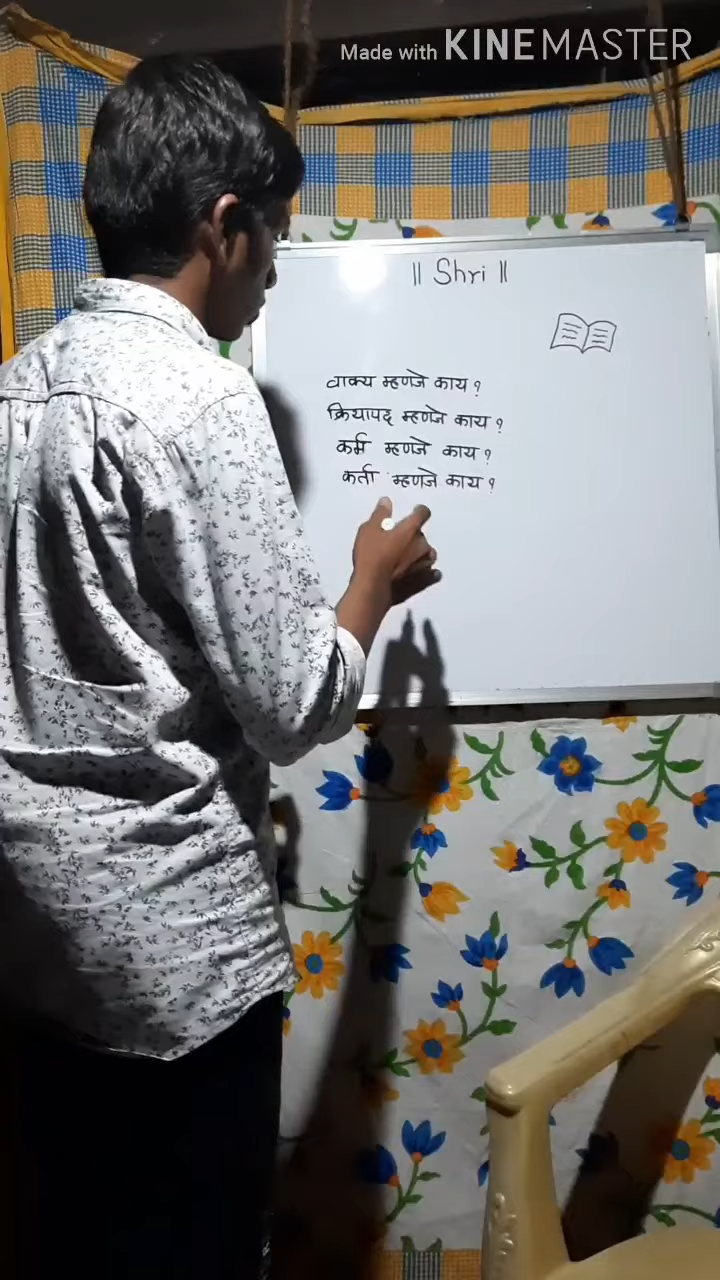 Made with KINEMASTER
|| Shri ||
वाक्य म्हणजे काय ?
क्रियापद म्हणजे काय ?
कर्म म्हणजे काय ?
कर्ता म्हणजे काय ?